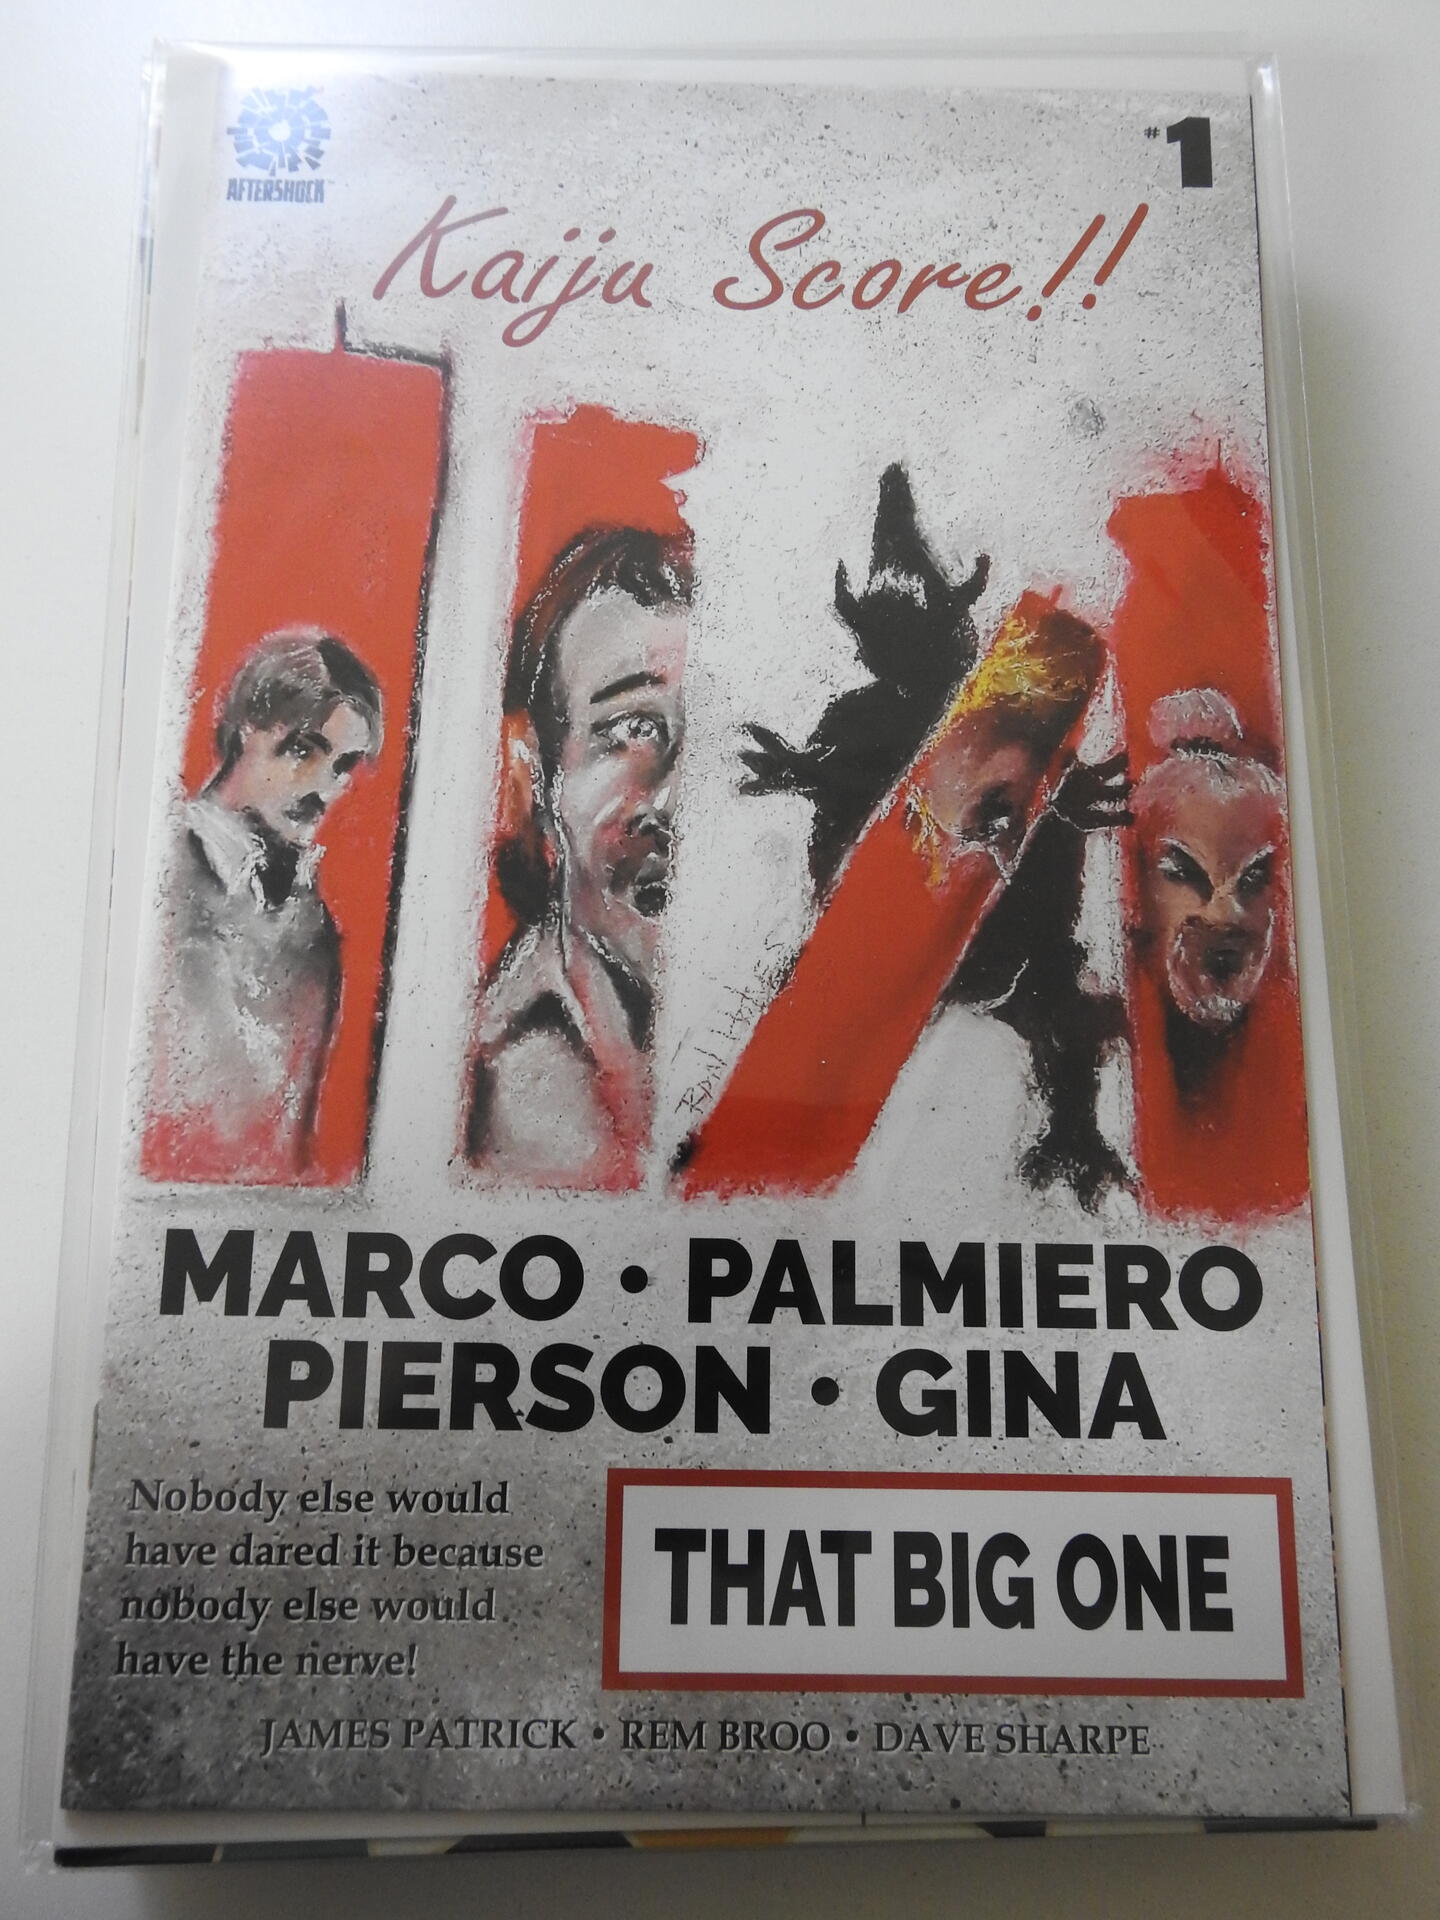 AFTERSHOCK
#1
Kaiju Score!!
MARCO • PALMIERO
PIERSON • GINA
Nobody else would
have dared it because
nobody else would
have the nerve!
THAT BIG ONE
JAMES PATRICK • REM BROO • DAVE SHARPE